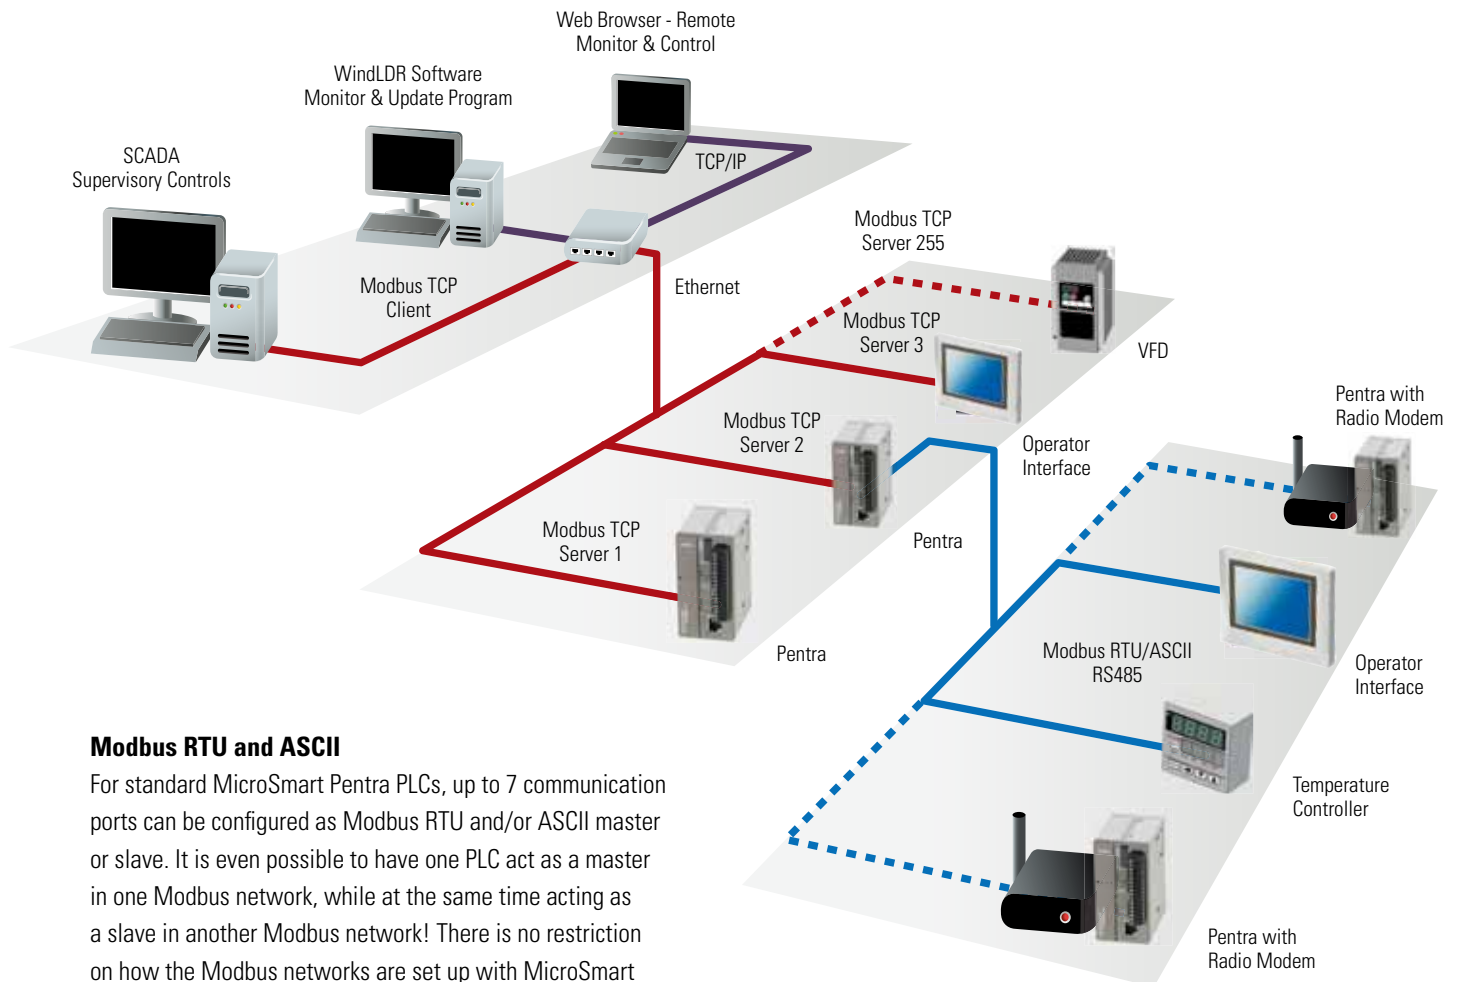 Web Browser - Remote
Monitor & Control
WindLDR Software
Monitor & Update Program
SCADA
Supervisory Controls
TCP/IP
Modbus TCP
Client
Ethernet
Modbus TCP
Server 255
VFD
Modbus TCP
Server 3
Operator
Interface
Modbus TCP
Server 2
Pentra
Modbus TCP
Server 1
Pentra
Pentra with
Radio Modem
Modbus RTU/ASCII
RS485
Operator
Interface
Temperature
Controller
Pentra with
Radio Modem
Modbus RTU and ASCII
For standard MicroSmart Pentra PLCs, up to 7 communication
ports can be configured as Modbus RTU and/or ASCII master
or slave. It is even possible to have one PLC act as a master
in one Modbus network, while at the same time acting as
a slave in another Modbus network! There is no restriction
on how the Modbus networks are set up with MicroSmart